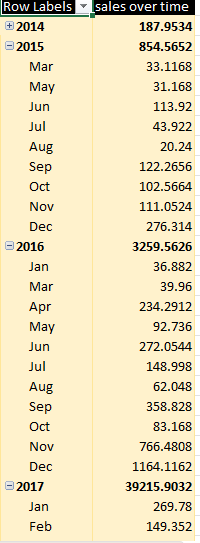 Row Labels sales over time
2014 187.9534
2015 854.5652
Mar 33.1168
May 31.168
Jun 113.92
Jul 43.922
Aug 20.24
Sep 122.2656
Oct 102.5664
Nov 111.0524
Dec 276.314
2016 3259.5626
Jan 36.882
Mar 39.96
Apr 234.2912
May 92.736
Jun 272.0544
Jul 148.998
Aug 62.048
Sep 358.828
Oct 83.168
Nov 766.4808
Dec 1164.1162
2017 39215.9032
Jan 269.78
Feb 149.352